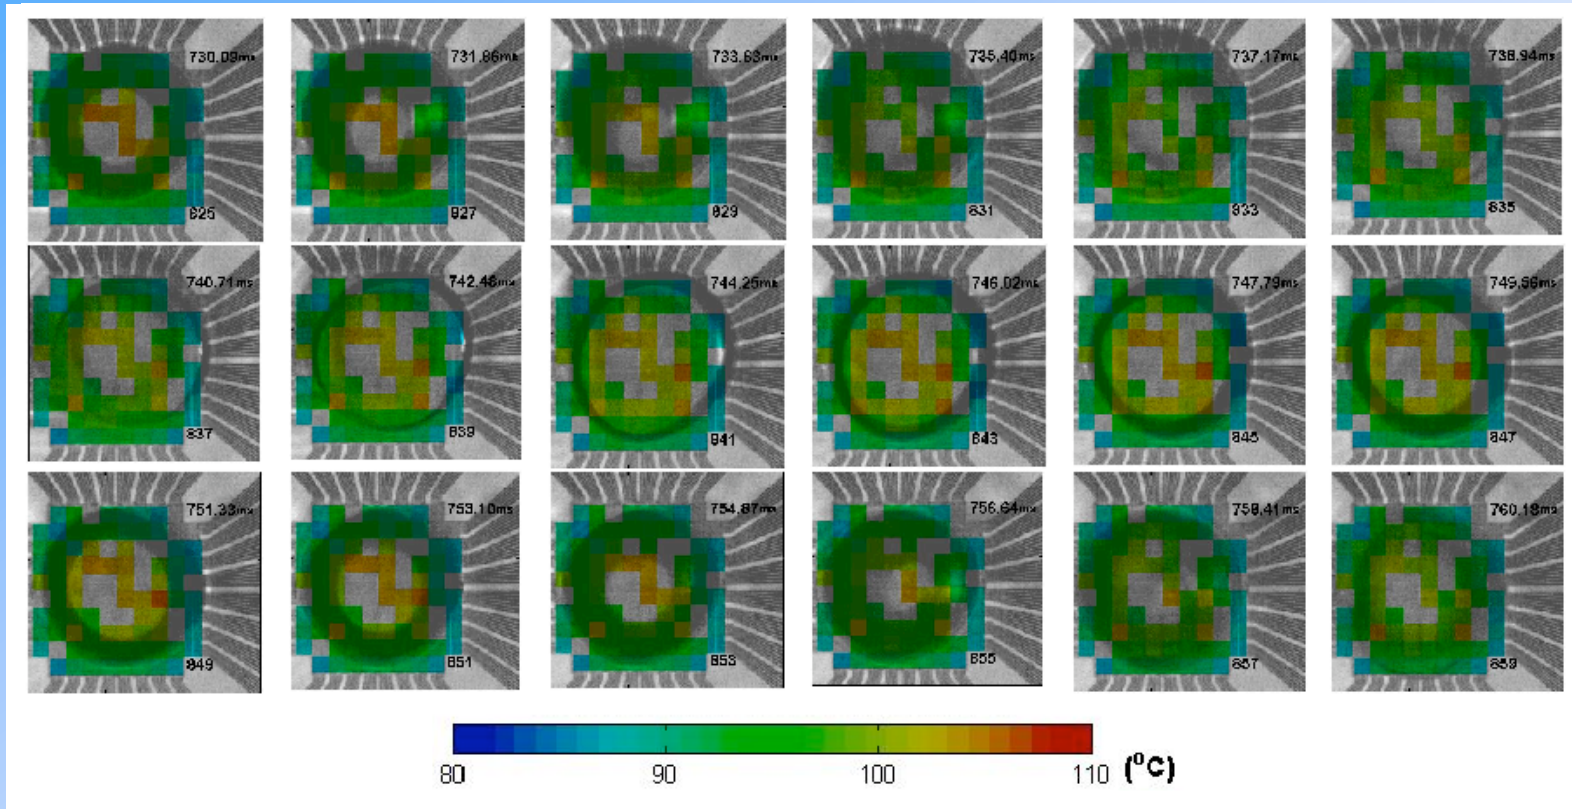 730.09ms 731.86ms 733.63ms 735.40ms 737.17ms 738.94ms
825 827 829 831 833 835
740.71ms 742.48ms 744.25ms 746.02ms 747.79ms 749.56ms
837 839 841 843 845 847
751.33ms 753.10ms 754.87ms 756.64ms 758.41ms 760.18ms
849 851 853 855 857 859
80 90 100 110 (°C)